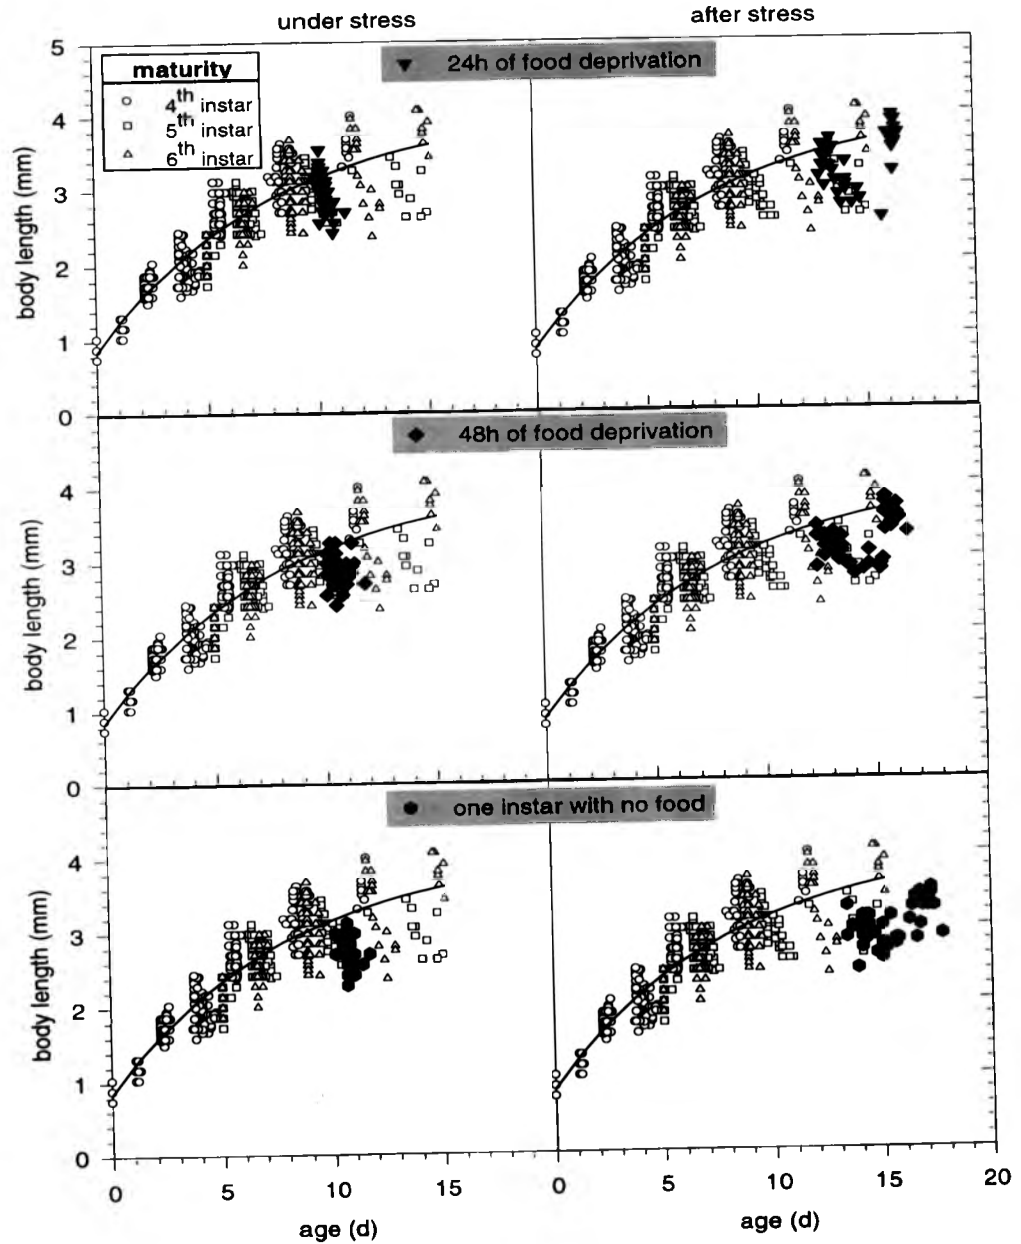 under stress
after stress
24h of food deprivation
maturity
4th instar
5th instar
6th instar
5
4
3
2
1
0
body length (mm)
48h of food deprivation
4
3
2
1
0
body length (mm)
one instar with no food
4
3
2
1
0
body length (mm)
0 5 10 15 0 5 10 15 20
age (d)
age (d)